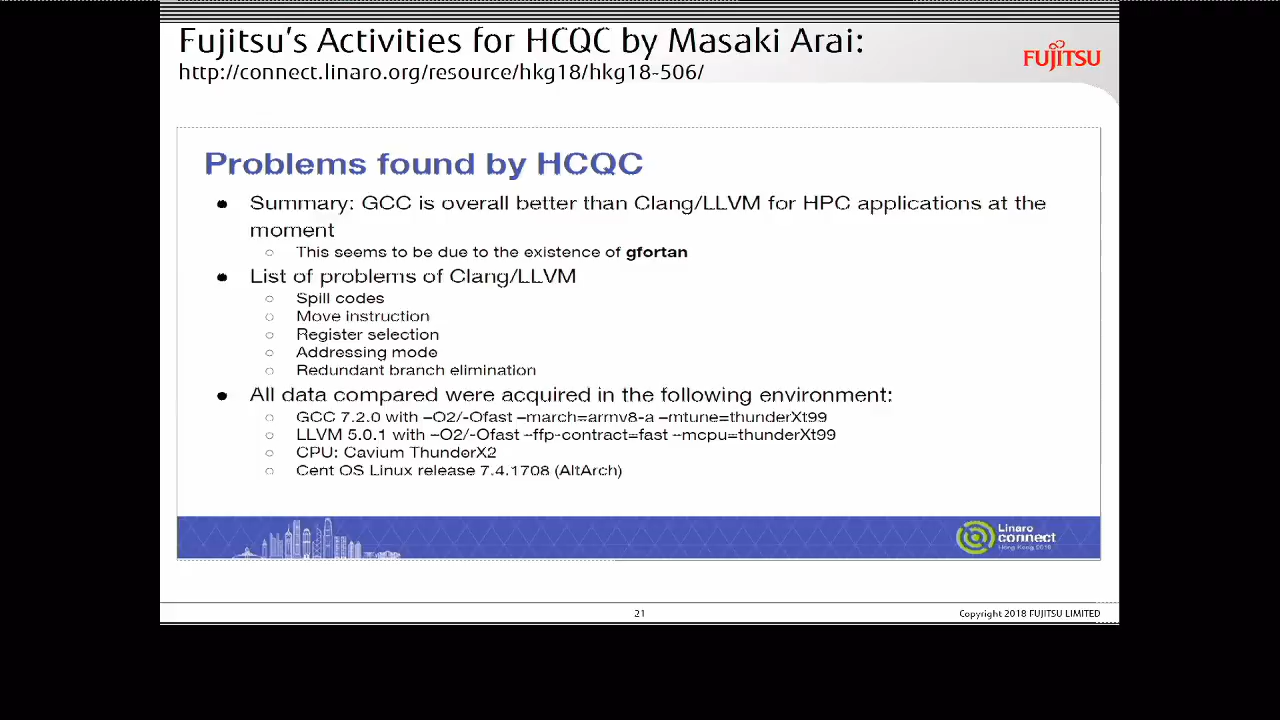 Fujitsu's Activities for HCQC by Masaki Arai:
http://connect.linaro.org/resource/hkg18/hkg18-506/
FUJITSU
Problems found by HCQC
● Summary: GCC is overall better than Clang/LLVM for HPC applications at the
moment
○ This seems to be due to the existence of gfortan
● List of problems of Clang/LLVM
○ Spill codes
○ Move instruction
○ Register selection
○ Addressing mode
○ Redundant branch elimination
● All data compared were acquired in the following environment:
○ GCC 7.2.0 with –O2/-Ofast –march=armv8-a –mtune=thunderXt99
○ LLVM 5.0.1 with –O2/-Ofast –ffp-contract=fast –mcpu=thunderXt99
○ CPU: Cavium ThunderX2
○ Cent OS Linux release 7.4.1708 (AltArch)
Linaro
connect
Hong Kong 2018
21
Copyright 2018 FUJITSU LIMITED